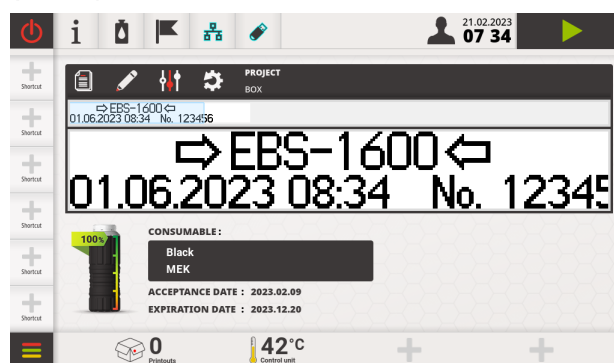 i
21.02.2023
07 34
Shortcut
PROJECT
BOX
Shortcut
⇨EBS-1600⇦
01.06.2023 08:34 No. 123456
⇨EBS-1600⇦
01.06.2023 08:34 No. 12345
Shortcut
Shortcut
100%
CONSUMABLE:
Black
MEK
Shortcut
ACCEPTANCE DATE : 2023.02.09
EXPIRATION DATE : 2023.12.20
Shortcut
0
Printouts
42°C
Control unit